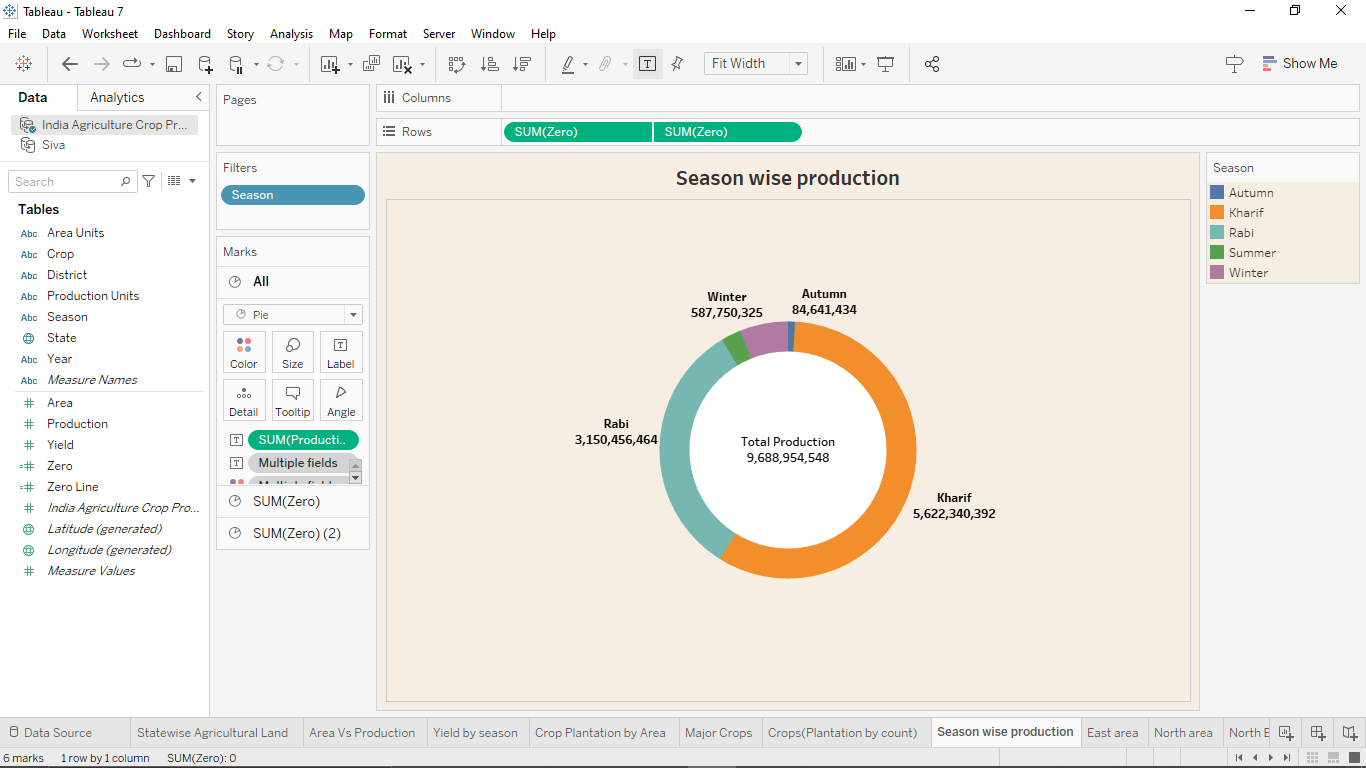 Tableau - Tableau 7
File Data Worksheet Dashboard Story Analysis Map Format Server Window Help
Fit Width
Show Me
Data Analytics
India Agriculture Crop Pr...
Siva
Search
Tables
Abc Area Units
Abc Crop
Abc District
Abc Production Units
Abc Season
State
Abc Year
Abc Measure Names
# Area
# Production
# Yield
=# Zero
=# Zero Line
# India Agriculture Crop Pro...
Latitude (generated)
Longitude (generated)
# Measure Values
Pages
Filters
Season
Marks
All
Pie
Color Size Label
Detail Tooltip Angle
T SUM(Producti..
T Multiple fields
SUM(Zero)
SUM(Zero) (2)
Columns
Rows SUM(Zero) SUM(Zero)
Season wise production
Winter
587,750,325
Autumn
84,641,434
Rabi
3,150,456,464
Total Production
9,688,954,548
Kharif
5,622,340,392
Season
Autumn
Kharif
Rabi
Summer
Winter
Data Source Statewise Agricultural Land Area Vs Production Yield by season Crop Plantation by Area Major Crops Crops(Plantation by count) Season wise production East area North area North E
6 marks 1 row by 1 column SUM(Zero): 0